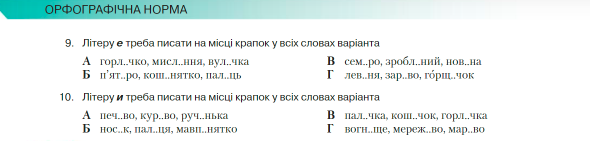 ОРФОГРАФІЧНА НОРМА
9. Літеру е треба писати на місці крапок у всіх словах варіанта
А горл..чко, мисл..ння, вул..чка
В сем..ро, зробл..ний, нов..на
Б п'ят..ро, кош..нятко, пал..ць
Г лев..ня, зар..во, го́рщ..чок
10. Літеру и треба писати на місці крапок у всіх словах варіанта
А печ..во, кур..во, руч..нька
В пал..чка, кош..чок, горл..чка
Б нос..к, пал..ця, мавп..нятко
Г вогн..ще, мереж..во, мар..во